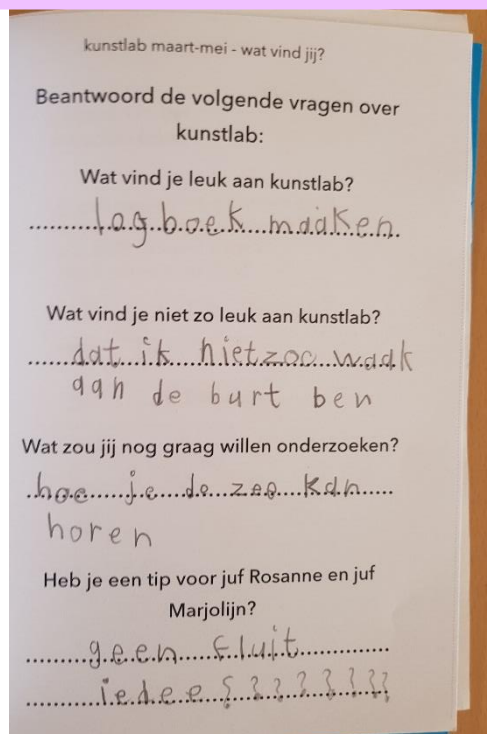 kunstlab maart-mei - wat vind jij?
Beantwoord de volgende vragen over
kunstlab:
Wat vind je leuk aan kunstlab?
logboek maaken
Wat vind je niet zo leuk aan kunstlab?
dat ik niet zoo waak
aan de burt ben
Wat zou jij nog graag willen onderzoeken?
hoe je de zee kan
horen
Heb je een tip voor juf Rosanne en juf
Marjolijn?
geen fluit
iedee ????????